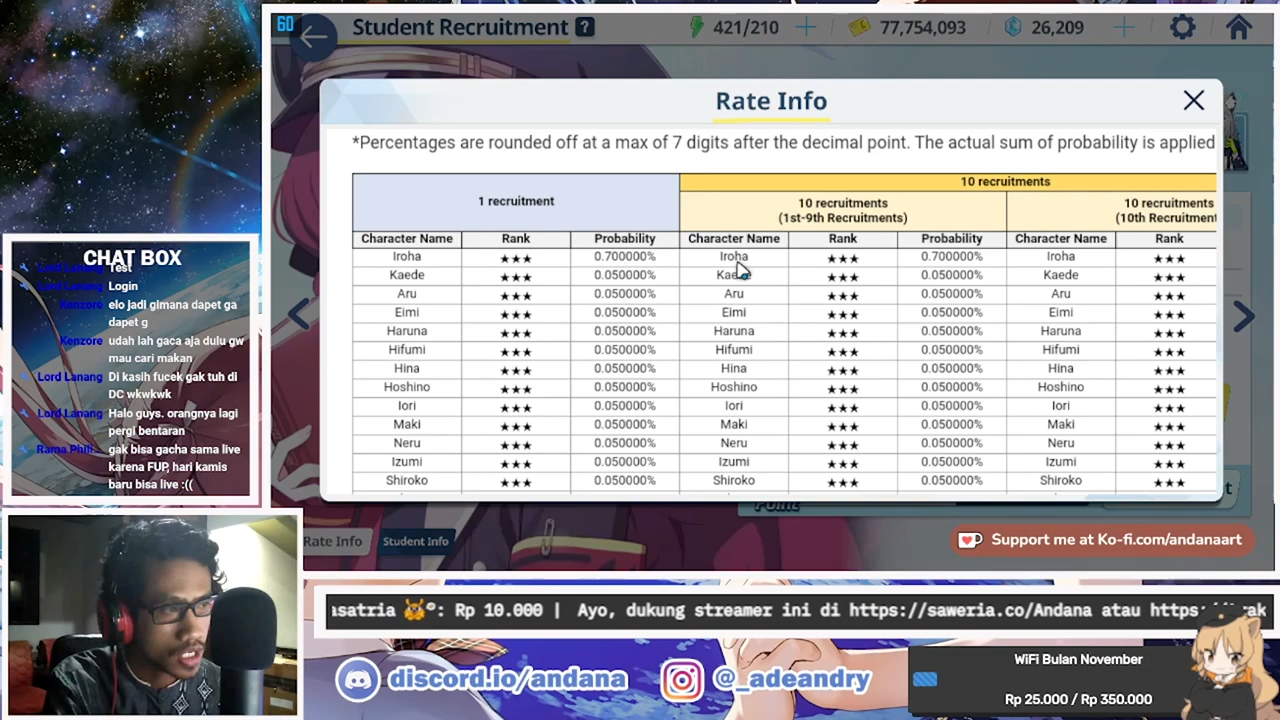 60
Student Recruitment ?
421/210
77,754,093
26,209
Rate Info
*Percentages are rounded off at a max of 7 digits after the decimal point. The actual sum of probability is applied
1 recruitment
10 recruitments
10 recruitments
(1st-9th Recruitments)
10 recruitments
(10th Recruitment
Character Name Rank Probability Character Name Rank Probability Character Name Rank
Iroha ★★★ 0.700000% Iroha ★★★ 0.700000% Iroha ★★★
Kaede ★★★ 0.050000% Kaede ★★★ 0.050000% Kaede ★★★
Aru ★★★ 0.050000% Aru ★★★ 0.050000% Aru ★★★
Eimi ★★★ 0.050000% Eimi ★★★ 0.050000% Eimi ★★★
Haruna ★★★ 0.050000% Haruna ★★★ 0.050000% Haruna ★★★
Hifumi ★★★ 0.050000% Hifumi ★★★ 0.050000% Hifumi ★★★
Hina ★★★ 0.050000% Hina ★★★ 0.050000% Hina ★★★
Hoshino ★★★ 0.050000% Hoshino ★★★ 0.050000% Hoshino ★★★
Iori ★★★ 0.050000% Iori ★★★ 0.050000% Iori ★★★
Maki ★★★ 0.050000% Maki ★★★ 0.050000% Maki ★★★
Neru ★★★ 0.050000% Neru ★★★ 0.050000% Neru ★★★
Izumi ★★★ 0.050000% Izumi ★★★ 0.050000% Izumi ★★★
Shiroko ★★★ 0.050000% Shiroko ★★★ 0.050000% Shiroko ★★★
Rate Info
Student Info
CHAT BOX
Lord Lanang Test
Lord Lanang Login
Kenzore elo jadi gimana dapet ga
dapet g
Kenzore udah lah gaca aja dulu gw
mau cari makan
Lord Lanang Di kasih fucek gak tuh di
DC wkwkwk
Lord Lanang Halo guys. orangnya lagi
pergi bentaran
Rama Phili.. gak bisa gacha sama live
karena FUP, hari kamis
baru bisa live :((
Support me at Ko-fi.com/andanaart
asatria : Rp 10.000 | Ayo, dukung streamer ini di https://saweria.co/Andana atau https:
discord.io/andana
@_adeandry
WiFi Bulan November
Rp 25.000 / Rp 350.000